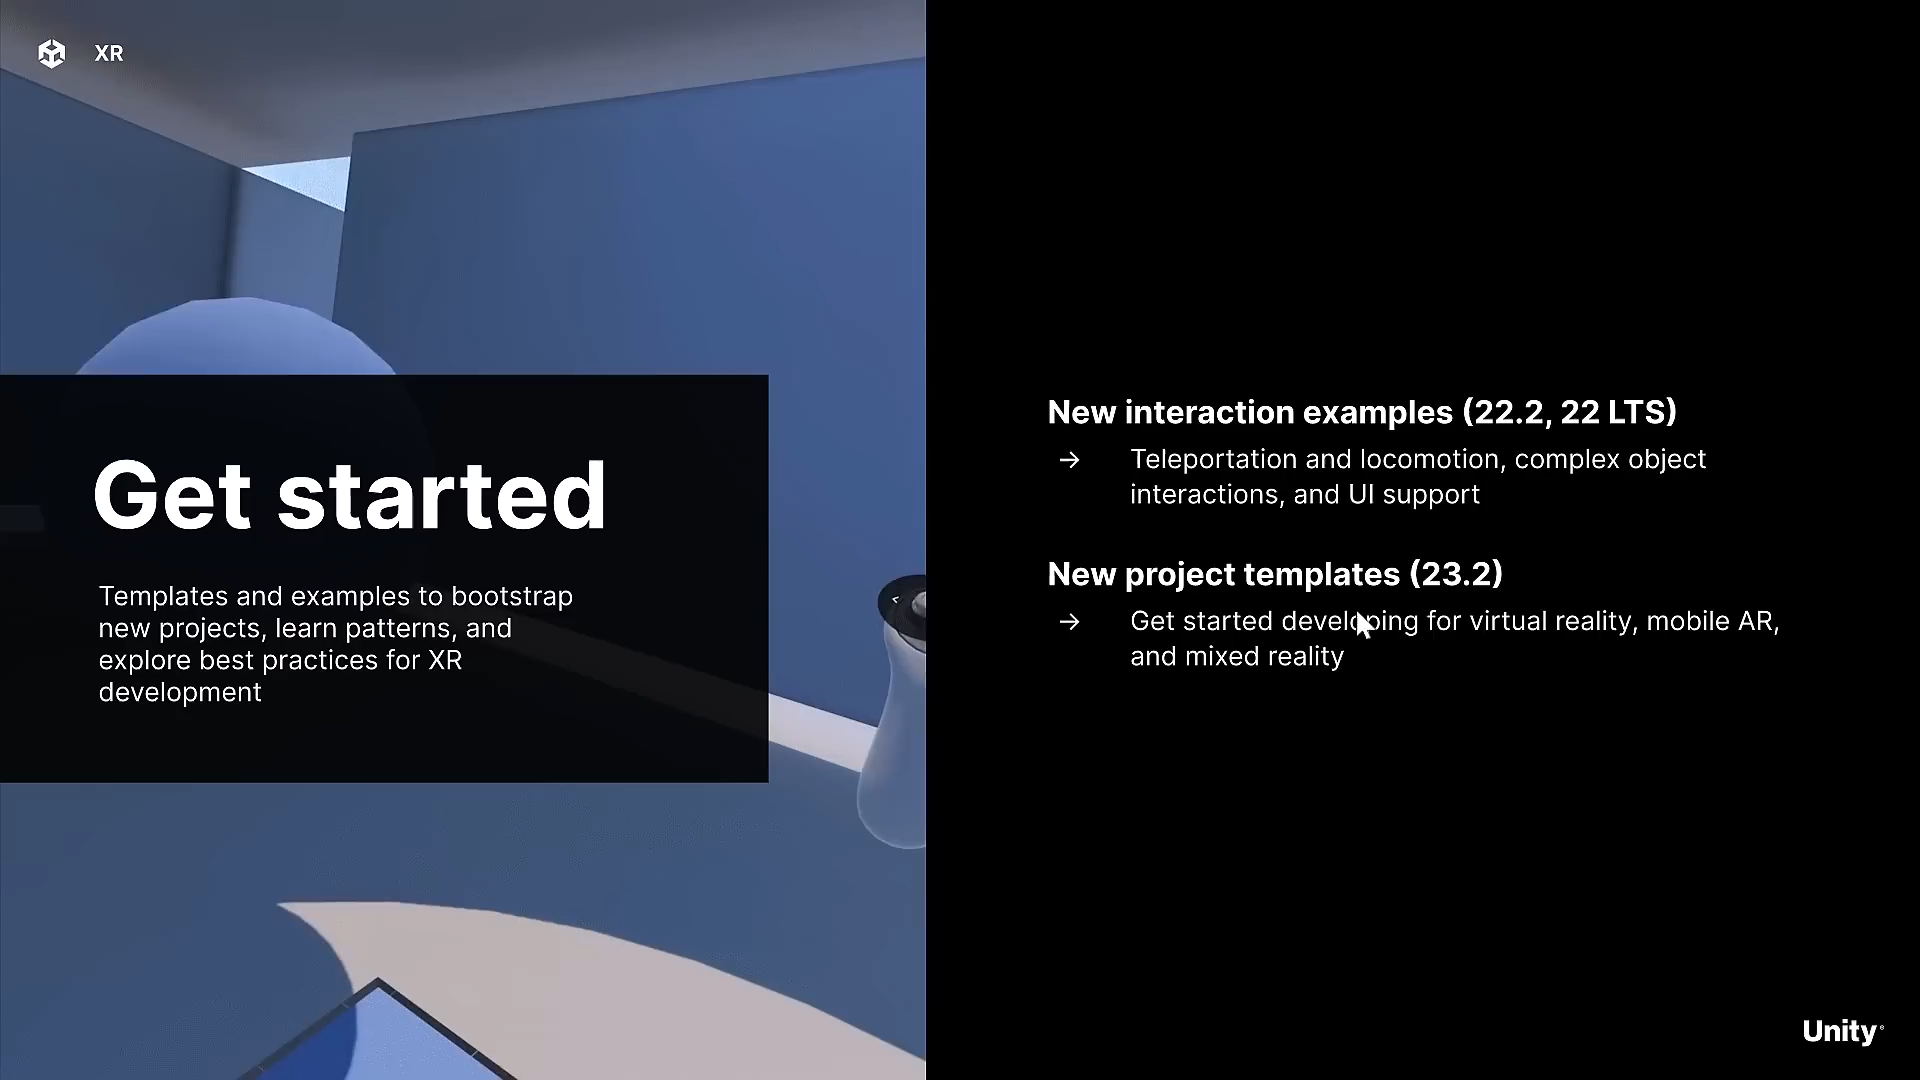 XR
Get started
Templates and examples to bootstrap
new projects, learn patterns, and
explore best practices for XR
development
New interaction examples (22.2, 22 LTS)
→ Teleportation and locomotion, complex object
interactions, and UI support
New project templates (23.2)
→ Get started developing for virtual reality, mobile AR,
and mixed reality
Unity